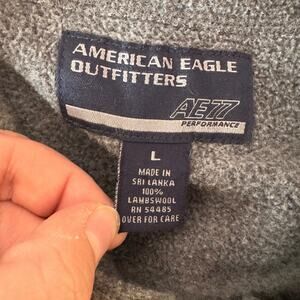 AMERICAN EAGLE
OUTFITTERS
AE77
PERFORMANCE
L
MADE IN
SRI LANKA
100%
LAMBSWOOL
RN 54485
OVER FOR CARE